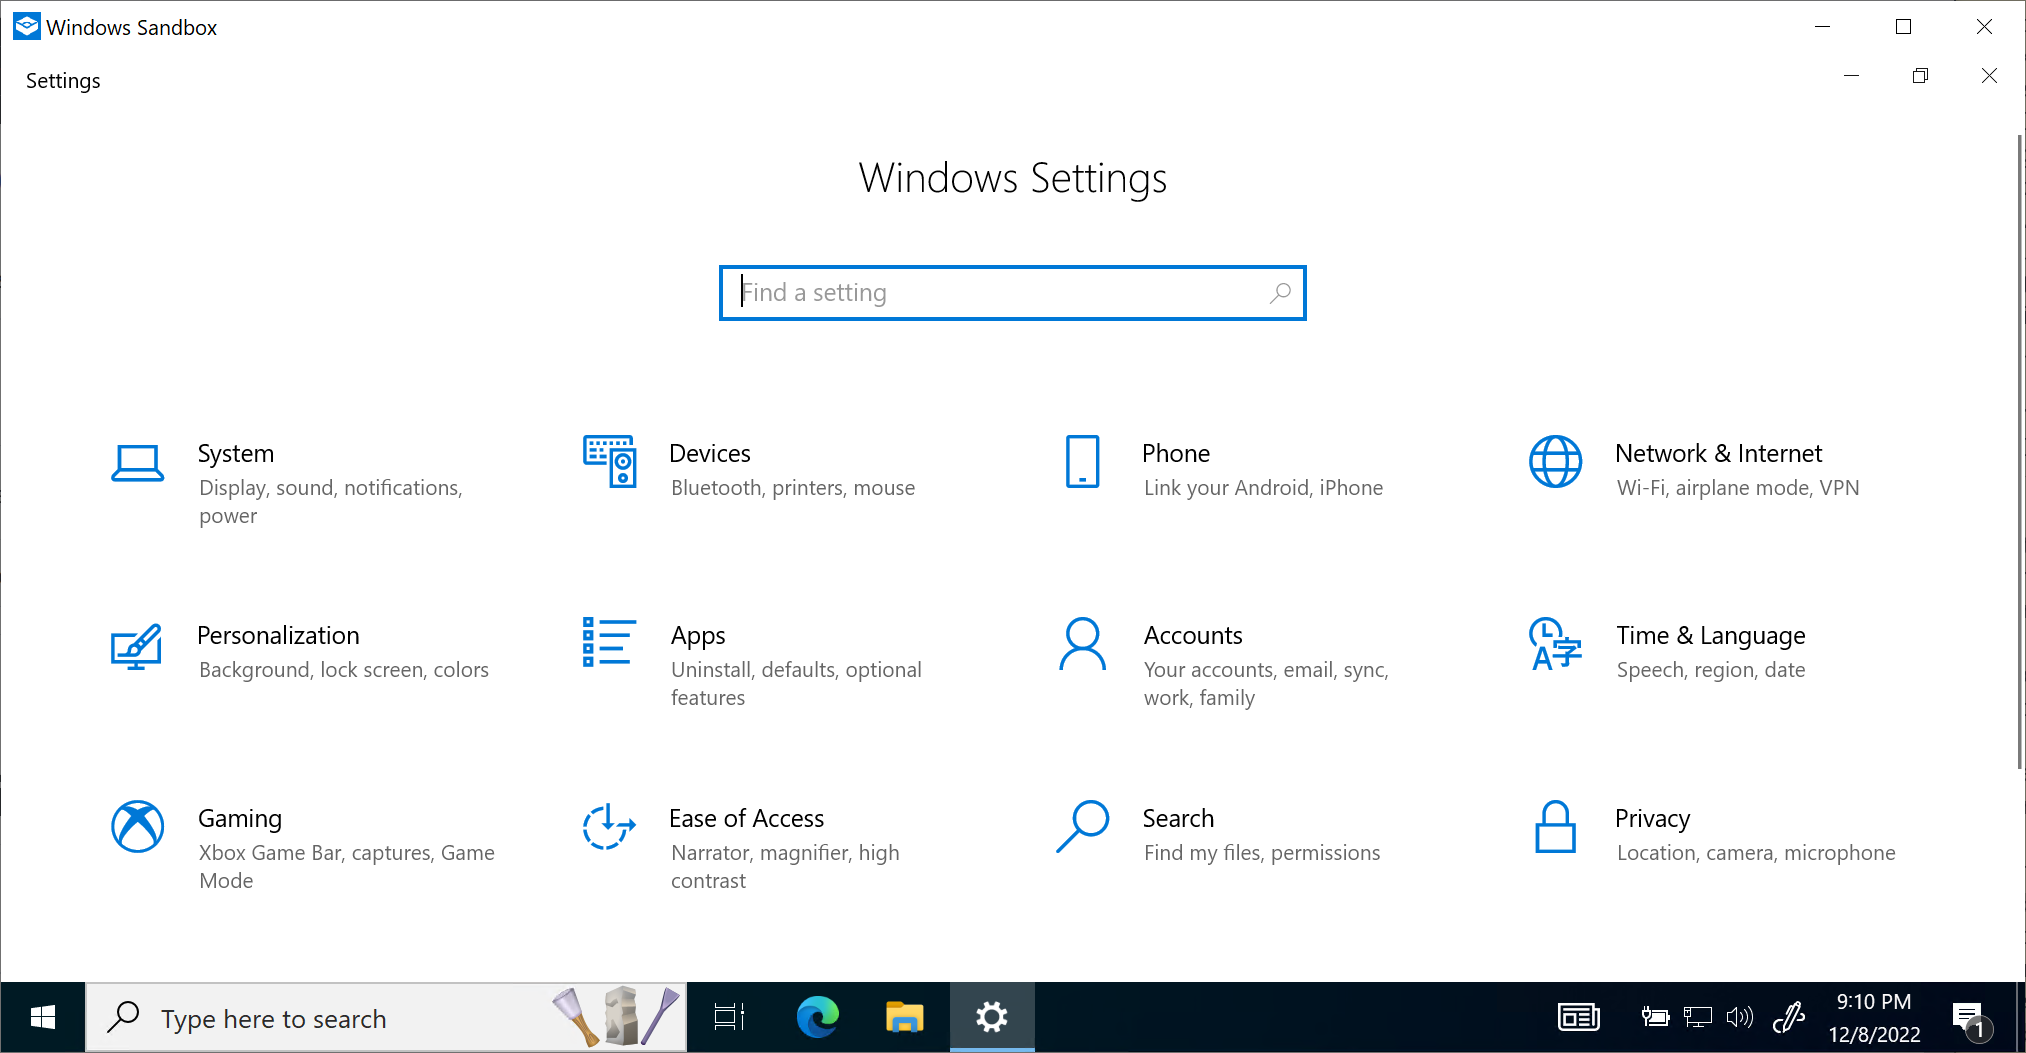 Windows Sandbox
Settings
Windows Settings
Find a setting
System
Display, sound, notifications,
power
Devices
Bluetooth, printers, mouse
Phone
Link your Android, iPhone
Network & Internet
Wi-Fi, airplane mode, VPN
Personalization
Background, lock screen, colors
Apps
Uninstall, defaults, optional
features
Accounts
Your accounts, email, sync,
work, family
Time & Language
Speech, region, date
Gaming
Xbox Game Bar, captures, Game
Mode
Ease of Access
Narrator, magnifier, high
contrast
Search
Find my files, permissions
Privacy
Location, camera, microphone
Type here to search
9:10 PM
12/8/2022
1